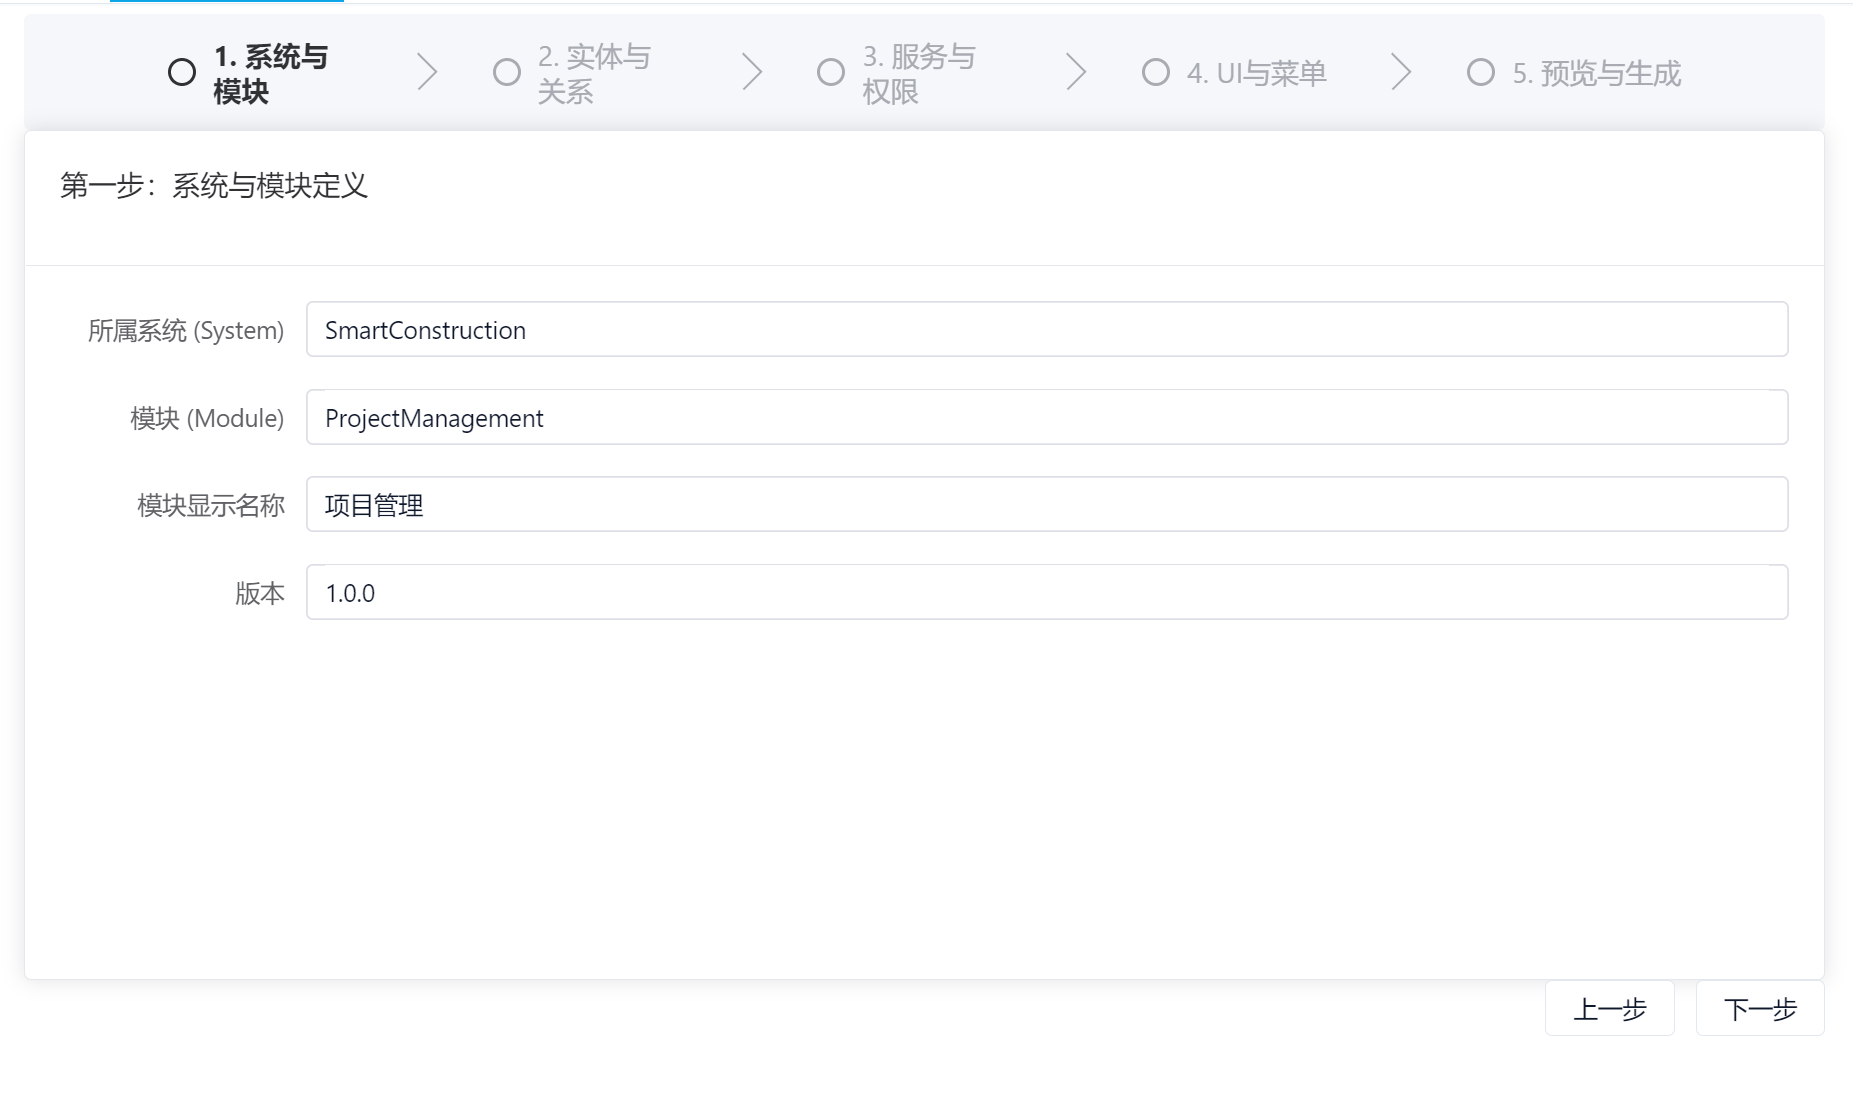 1. 系统与
模块
2. 实体与
关系
3. 服务与
权限
4. UI与菜单
5. 预览与生成
第一步：系统与模块定义
所属系统 (System)
SmartConstruction
模块 (Module)
ProjectManagement
模块显示名称
项目管理
版本
1.0.0
上一步
下一步